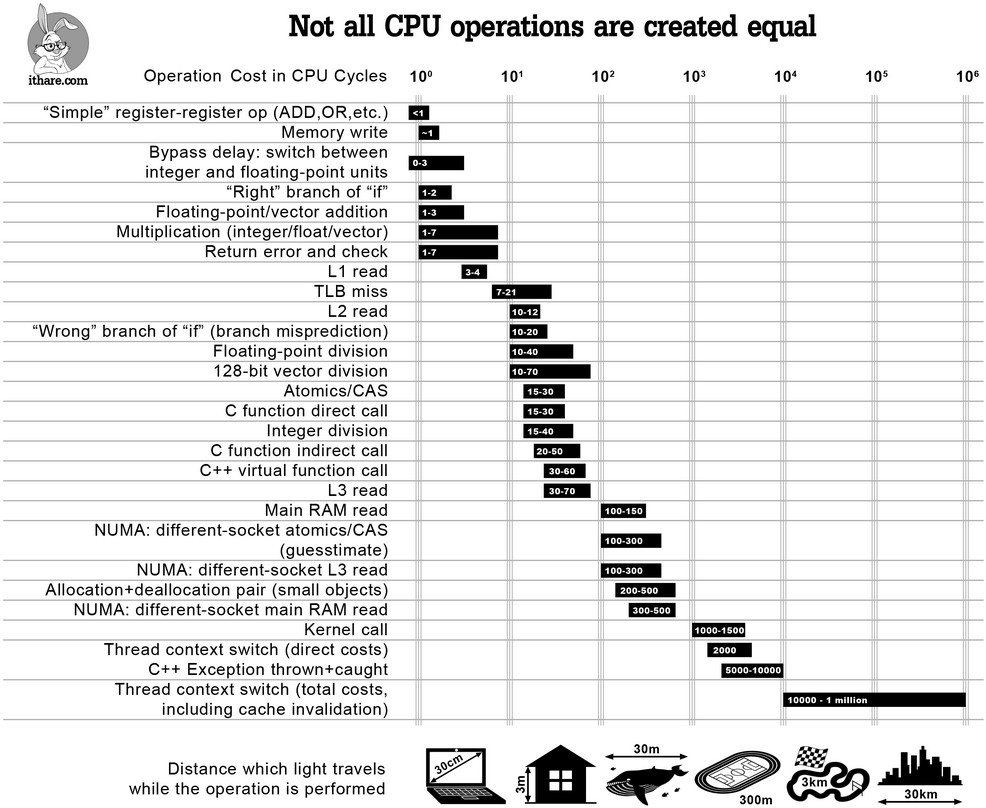 Not all CPU operations are created equal
ithare.com
Operation Cost in CPU Cycles 10⁰ 10¹ 10² 10³ 10⁴ 10⁵ 10⁶
“Simple” register-register op (ADD,OR,etc.) <1
Memory write ~1
Bypass delay: switch between
integer and floating-point units 0-3
“Right” branch of “if” 1-2
Floating-point/vector addition 1-3
Multiplication (integer/float/vector) 1-7
Return error and check 1-7
L1 read 3-4
TLB miss 7-21
L2 read 10-12
“Wrong” branch of “if” (branch misprediction) 10-20
Floating-point division 10-40
128-bit vector division 10-70
Atomics/CAS 15-30
C function direct call 15-30
Integer division 15-40
C function indirect call 20-50
C++ virtual function call 30-60
L3 read 30-70
Main RAM read 100-150
NUMA: different-socket atomics/CAS
(guesstimate) 100-300
NUMA: different-socket L3 read 100-300
Allocation+deallocation pair (small objects) 200-500
NUMA: different-socket main RAM read 300-500
Kernel call 1000-1500
Thread context switch (direct costs) 2000
C++ Exception thrown+caught 5000-10000
Thread context switch (total costs,
including cache invalidation) 10000 - 1 million
Distance which light travels
while the operation is performed
30cm
3m
30m
300m
3km
30km